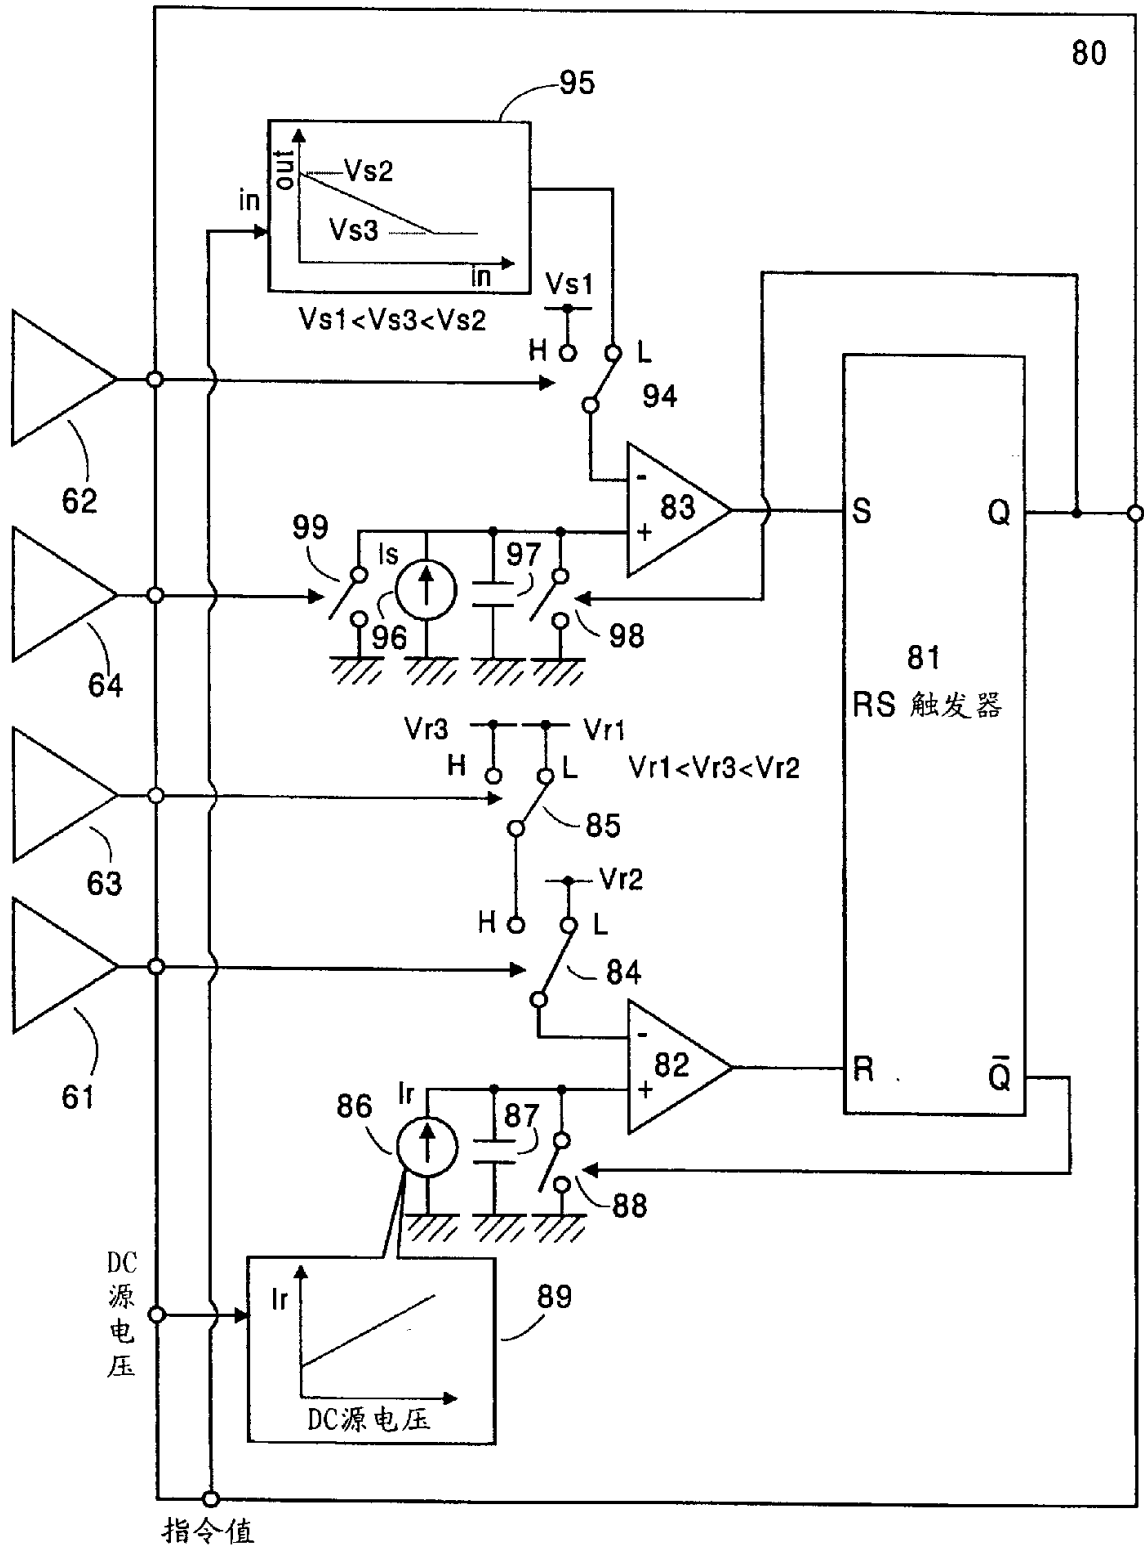 80
95
out
Vs2
in
Vs3
in
Vs1
Vs1<Vs3<Vs2
H
L
94
62
-
83
S
Q
99
Is
97
+
96
98
64
81
RS 触发器
Vr3
Vr1
H
L
Vr1<Vr3<Vr2
85
63
Vr2
H
L
84
-
82
R
Q̅
61
86
Ir
87
+
88
DC
源
电
压
Ir
89
DC源电压
指令值